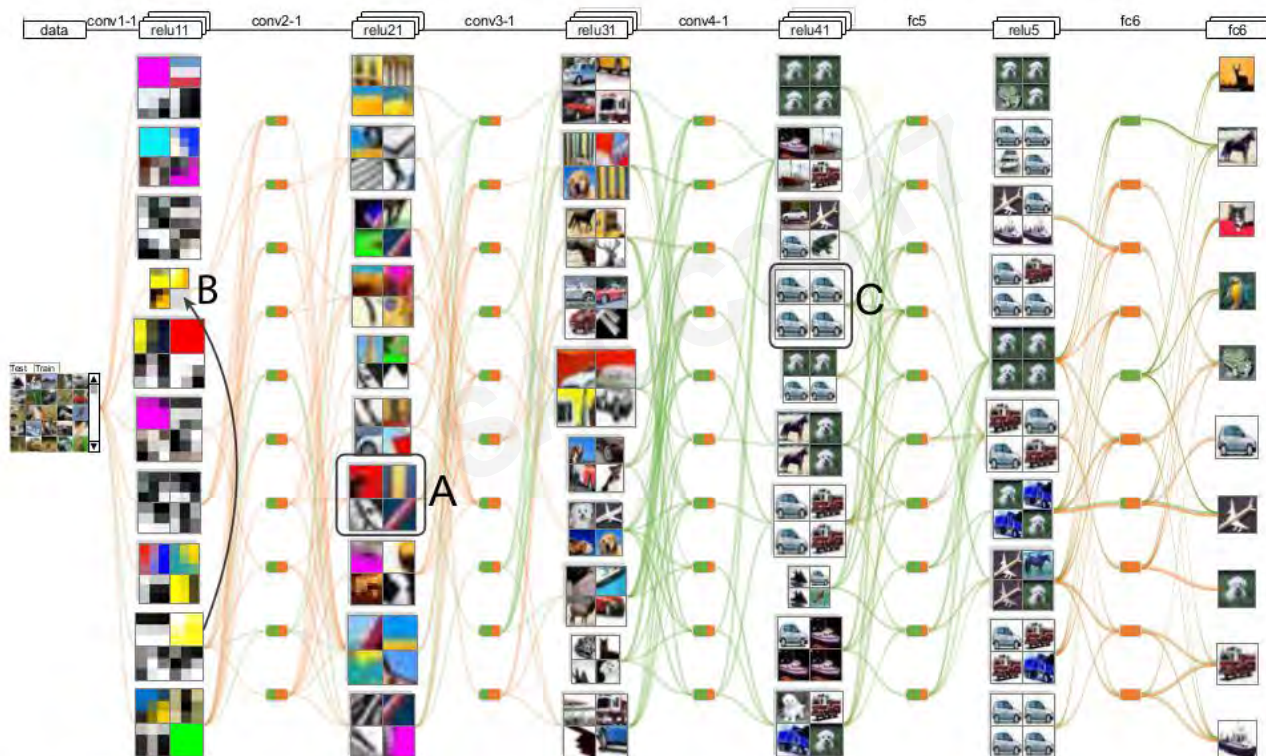 conv1-1 conv2-1 conv3-1 conv4-1 fc5 fc6
data relu11 relu21 relu31 relu41 relu5 fc6
B
C
Test Train
A